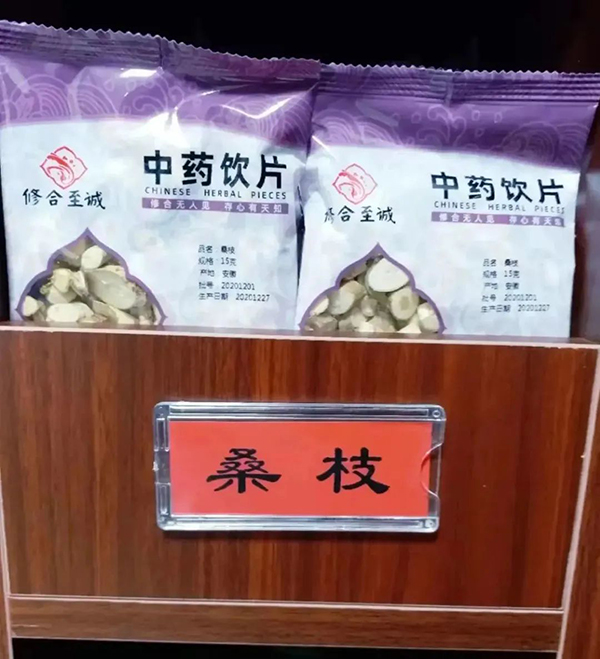 修合至诚
中药饮片
CHINESE HERBAL PIECES
修合无人见 存心有天知
品名：桑枝
规格：15克
产地：安徽
批号：20201201
生产日期：20201227
修合至诚
中药饮片
CHINESE HERBAL PIECES
修合无人见 存心有天知
品名：桑枝
规格：15克
产地：安徽
批号：20201201
生产日期：20201227
桑枝